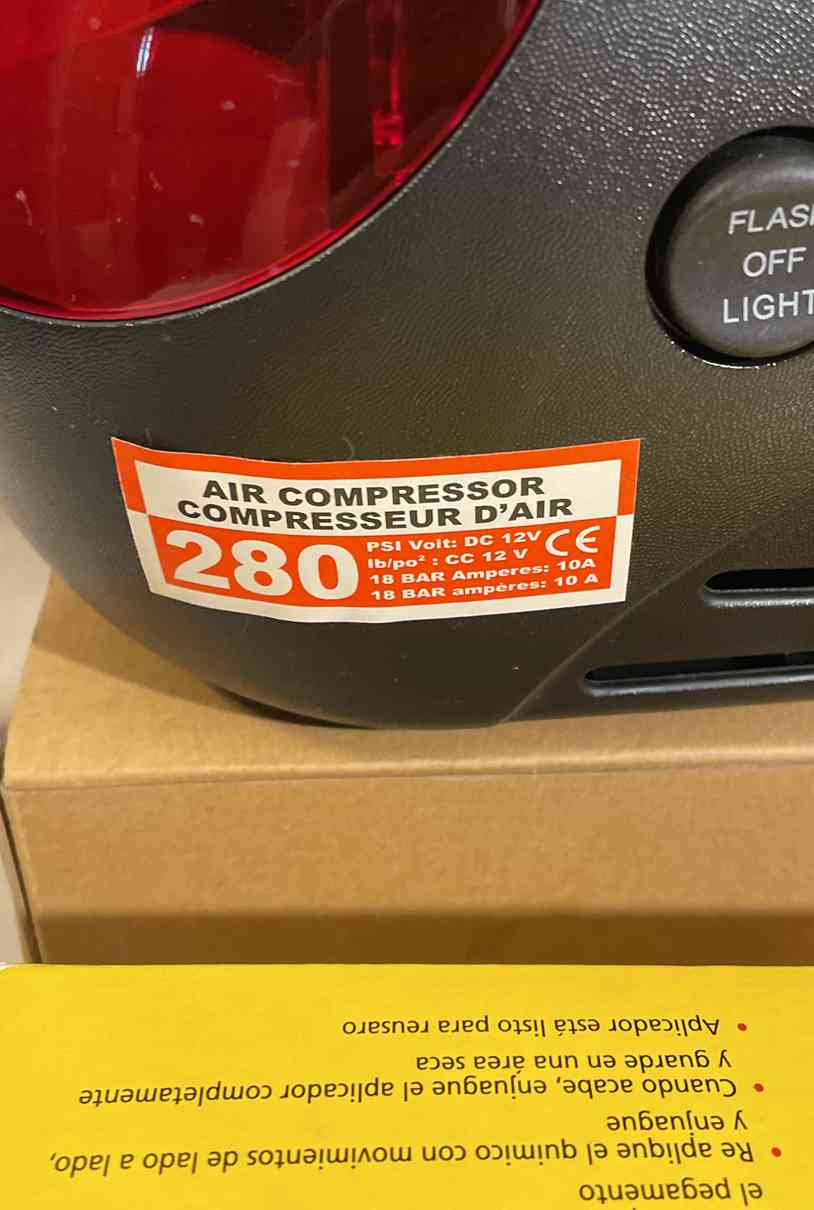 FLASH
OFF
LIGHT
AIR COMPRESSOR
COMPRESSEUR D'AIR
280
PSI Volt: DC 12V
lb/po² : CC 12 V
18 BAR Amperes: 10A
18 BAR ampères: 10 A
CE
el pegamento
• Re aplique el quimico con movimientos de lado a lado,
y enjuague
• Cuando acabe, enjuague el aplicador completamente
y guarde en una área seca
• Aplicador está listo para reusaro